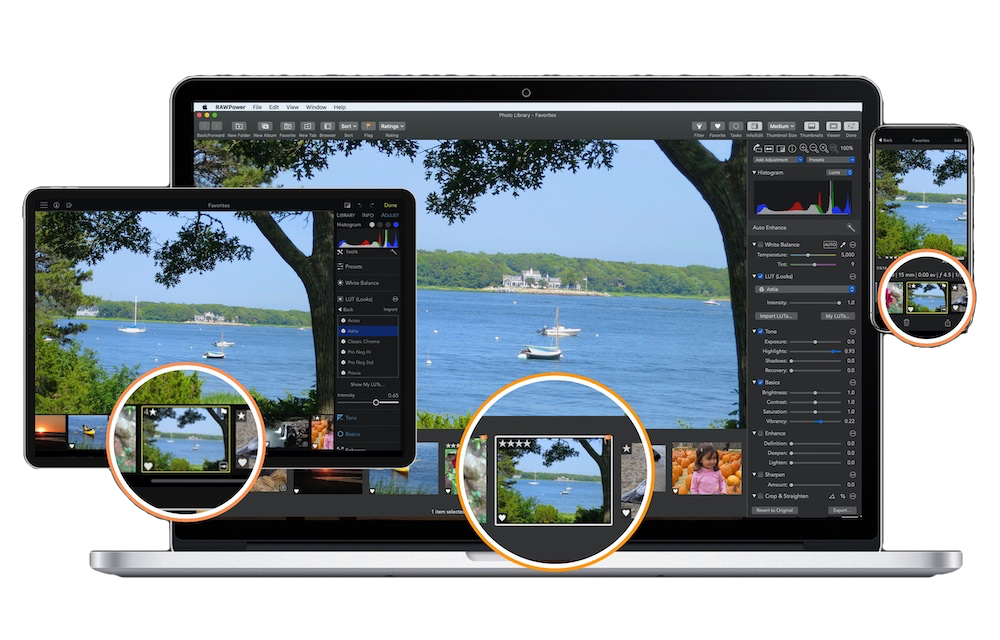 RAWPower File Edit View Window Help
Photo Library - Favorites
Sort Ratings Medium
Back/Forward New Folder New Album Favorite New Tab Browser Sort Flag Rating Filter Favorite Tasks Info/Edit Thumbnail Size Thumbnails Viewer Done
100%
Add Adjustment Presets
Histogram Luma
Auto Enhance
White Balance AUTO
Temperature: 5,000
Tint: 9
LUT (Looks)
Astia
Intensity: 1.0
Import LUTs... My LUTs...
Tone
Exposure: 0.0
Highlights: 0.93
Shadows: 0.0
Recovery: 0.0
Basics
Brightness: 0.0
Contrast: 0.0
Saturation: 0.0
Vibrancy: 0.22
Enhance
Definition: 0.0
Deepen: 0.0
Lighten: 0.0
Sharpen
Amount: 0.0
Crop & Straighten
Revert to Original Export...
1 item selected
Favorites Done
LIBRARY INFO ADJUST
Histogram
Tools
Presets
White Balance
LUT (Looks)
Back Import
Acros
Astia
Classic Chrome
Pro Neg Hi
Pro Neg Std
Provia
Show My LUTs...
Intensity 0.65
Tone
Basics
Enhance
4★
Back Favorites Edit
15 mm | 0.00 ev | ƒ 4.5